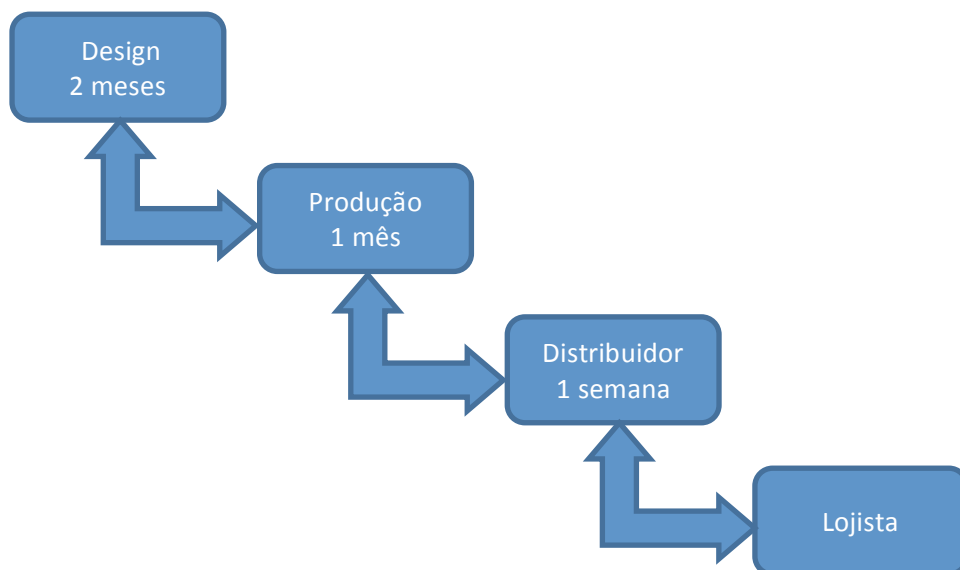 Design
2 meses
Produção
1 mês
Distribuidor
1 semana
Lojista